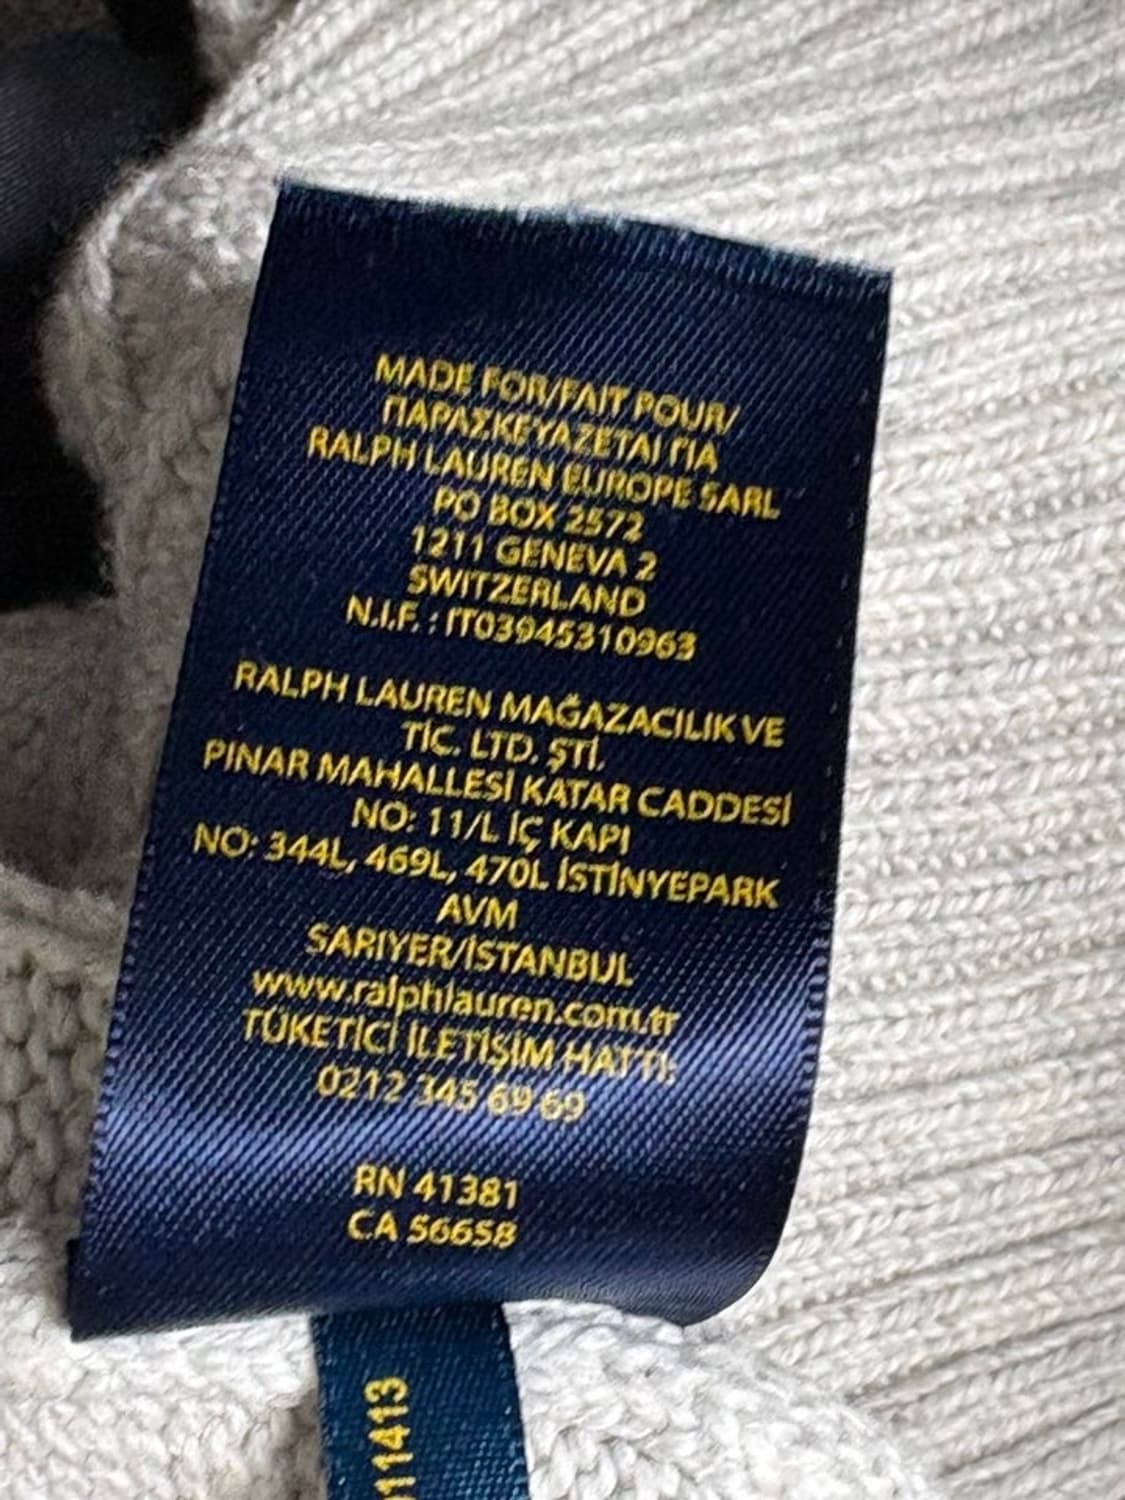 MADE FOR/FAIT POUR/
ΠΑΡΑΣΚΕΥΑΖΕΤΑΙ ΓΙΑ
RALPH LAUREN EUROPE SARL
PO BOX 2572
1211 GENEVA 2
SWITZERLAND
N.I.F. : IT03945310963
RALPH LAUREN MAĞAZACILIK VE
TİC. LTD. ŞTİ.
PINAR MAHALLESİ KATAR CADDESİ
NO: 11/L İÇ KAPI
NO: 344L, 469L, 470L İSTİNYEPARK
AVM
SARIYER/İSTANBUL
www.ralphlauren.com.tr
TÜKETİCİ İLETİŞİM HATTI:
0212 345 69 69
RN 41381
CA 56658
11413